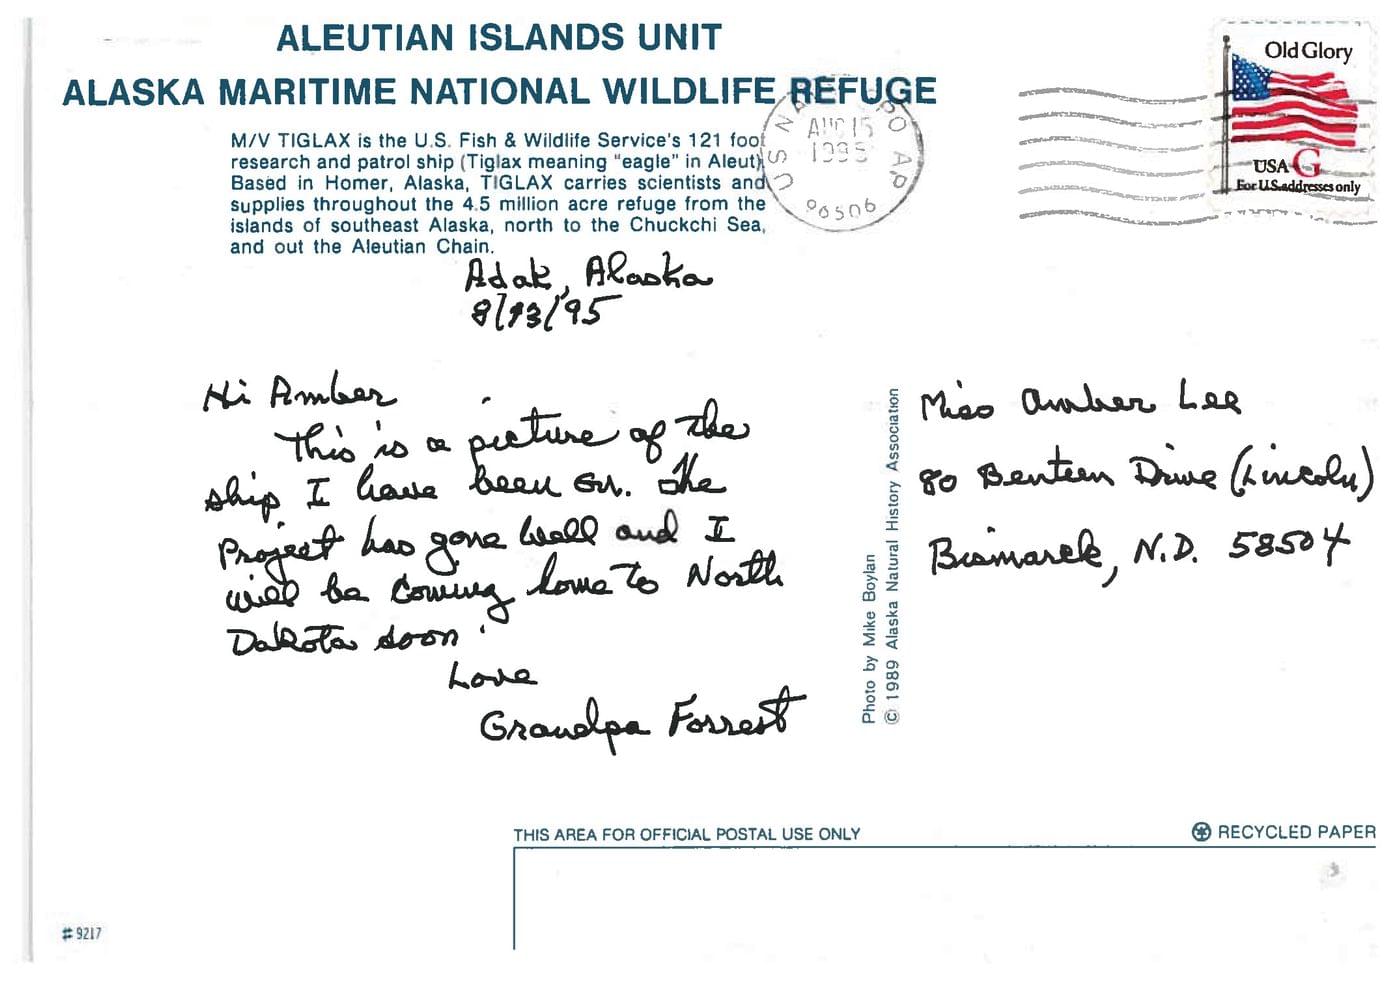 ALEUTIAN ISLANDS UNIT
ALASKA MARITIME NATIONAL WILDLIFE REFUGE
M/V TIGLAX is the U.S. Fish & Wildlife Service's 121 foot
research and patrol ship (Tiglax meaning "eagle" in Aleut).
Based in Homer, Alaska, TIGLAX carries scientists and
supplies throughout the 4.5 million acre refuge from the
islands of southeast Alaska, north to the Chuckchi Sea,
and out the Aleutian Chain.
US NA PO AP
AUG 15
1995
96506
Old Glory
USA G
For U.S. addresses only
Adak, Alaska
8/13/95
Hi Amber
This is a picture of the
ship I have been on. The
Project has gone well and I
will be coming home to North
Dakota soon.
Love
Grandpa Forrest
Photo by Mike Boylan
© 1989 Alaska Natural History Association
Miss Amber Lee
80 Benteen Drive (Lincoln)
Bismarck, N.D. 58504
THIS AREA FOR OFFICIAL POSTAL USE ONLY
RECYCLED PAPER
#9217